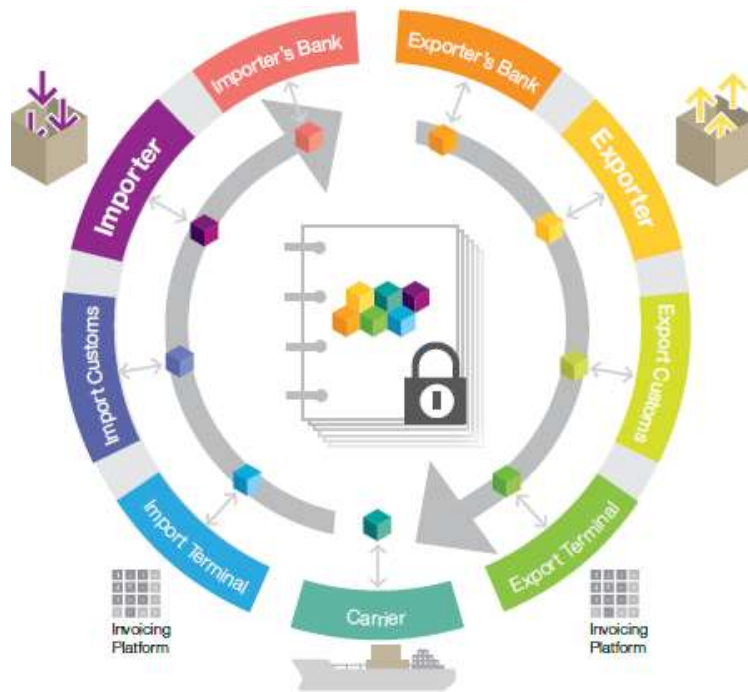 Importer's Bank
Exporter's Bank
Importer
Exporter
Import Customs
Export Customs
Import Terminal
Export Terminal
Carrier
Invoicing
Platform
Invoicing
Platform